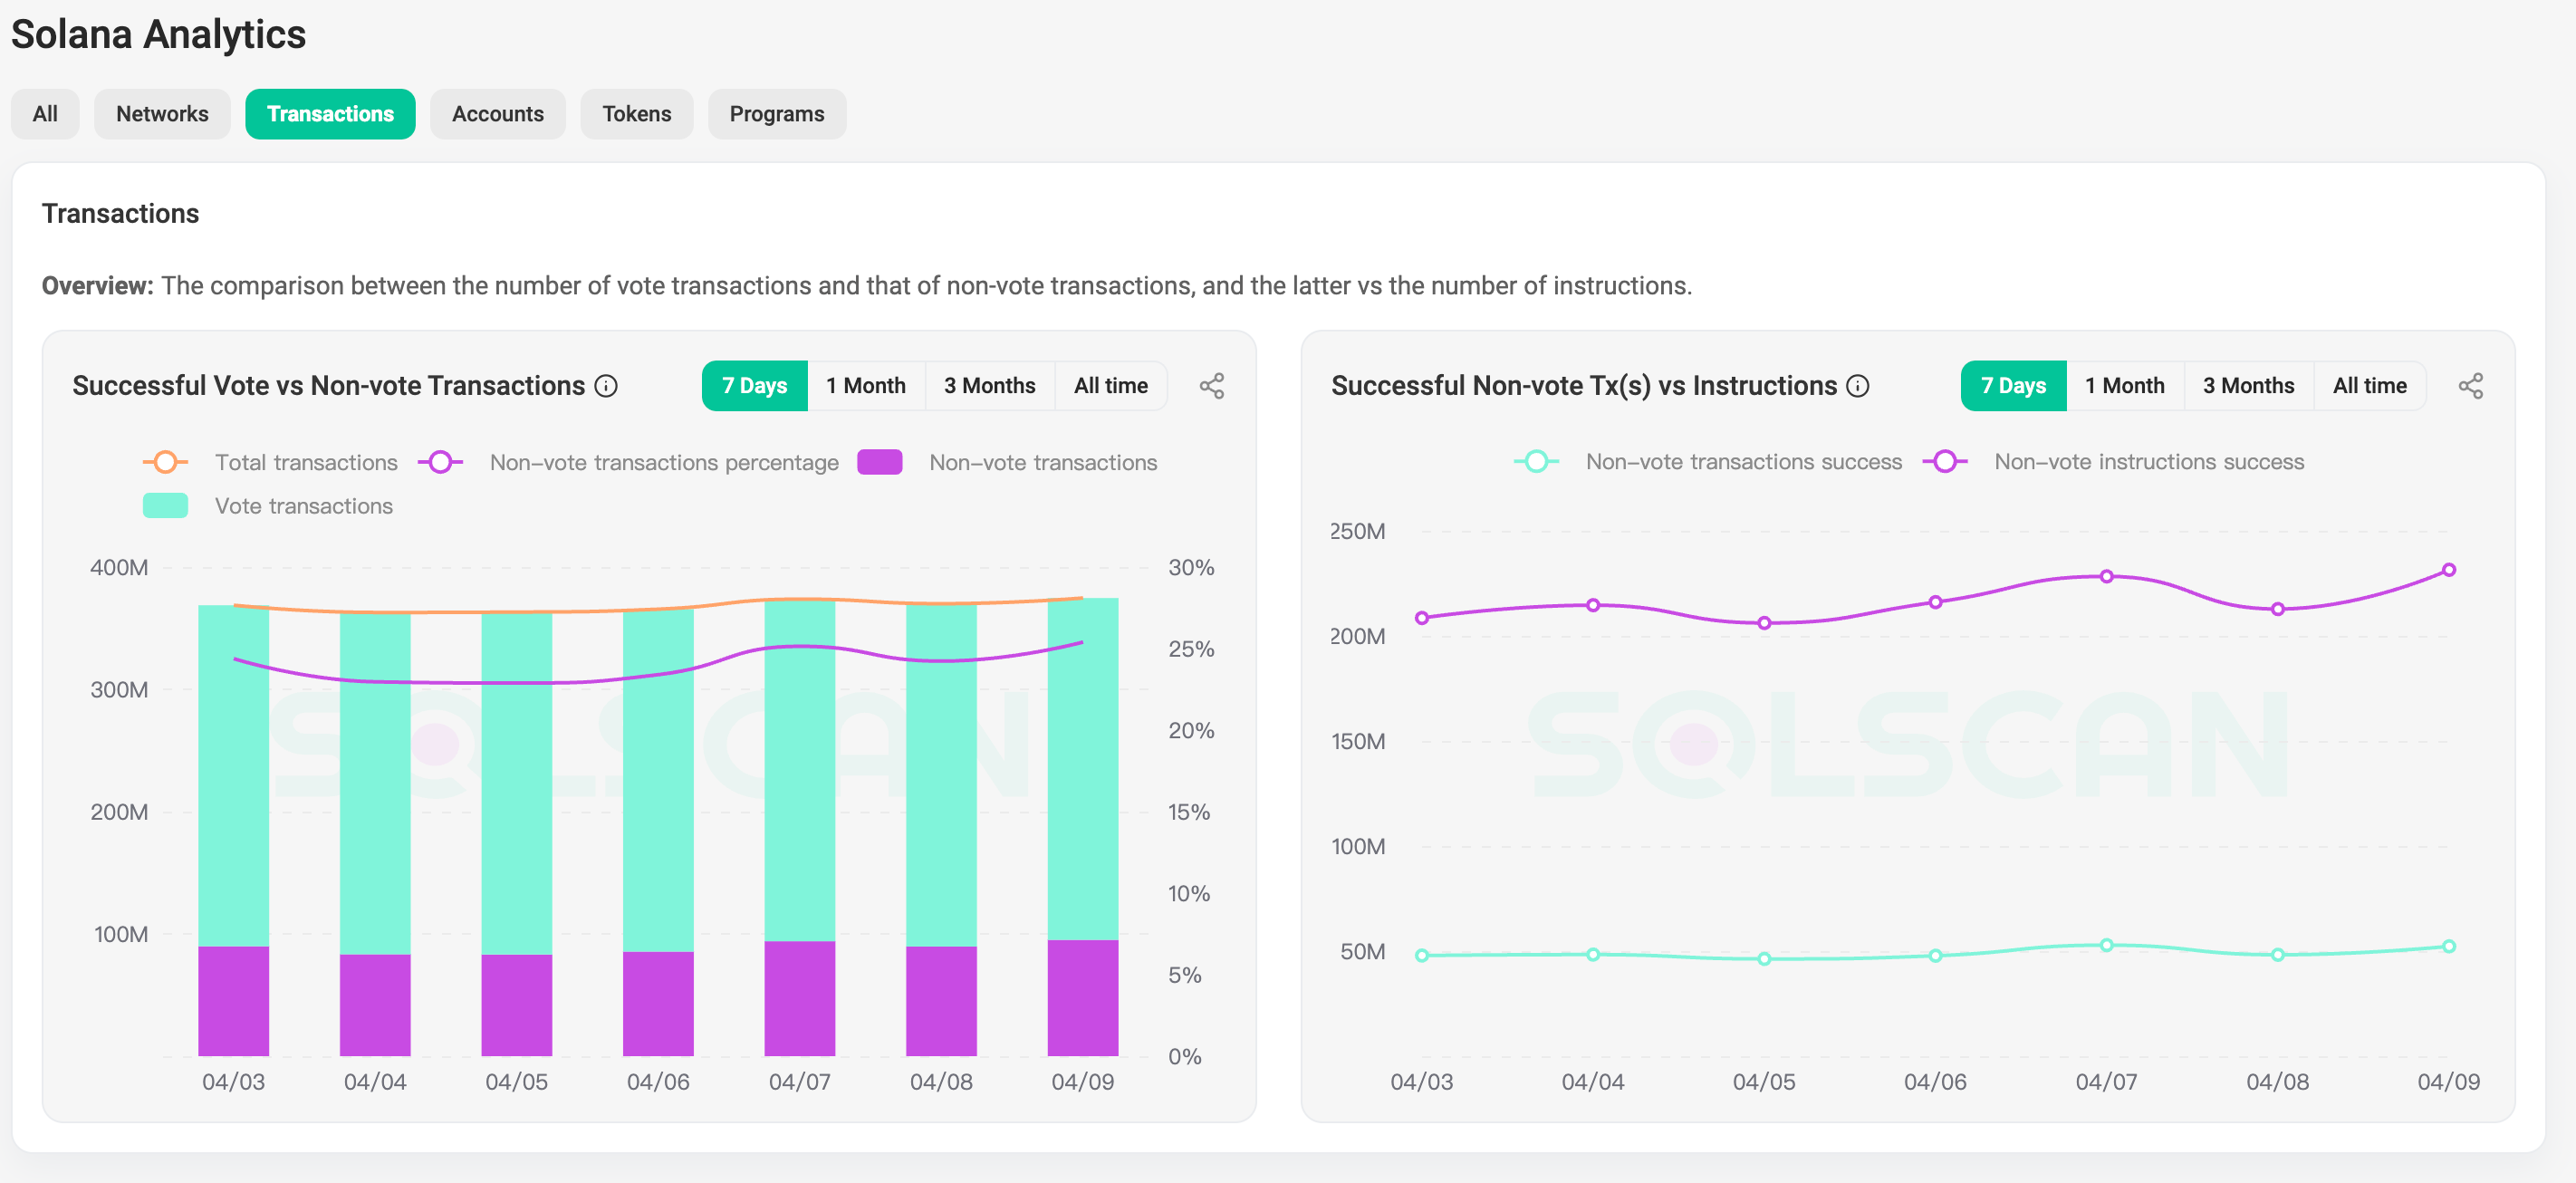 Solana Analytics
All Networks Transactions Accounts Tokens Programs
Transactions
Overview: The comparison between the number of vote transactions and that of non-vote transactions, and the latter vs the number of instructions.
Successful Vote vs Non-vote Transactions 7 Days 1 Month 3 Months All time
Total transactions Non-vote transactions percentage Non-vote transactions
Vote transactions
400M 30%
25%
300M
20%
200M 15%
10%
100M
5%
0%
04/03 04/04 04/05 04/06 04/07 04/08 04/09
SOLSCAN
Successful Non-vote Tx(s) vs Instructions 7 Days 1 Month 3 Months All time
Non-vote transactions success Non-vote instructions success
250M
200M
150M
100M
50M
04/03 04/04 04/05 04/06 04/07 04/08 04/09
SOLSCAN